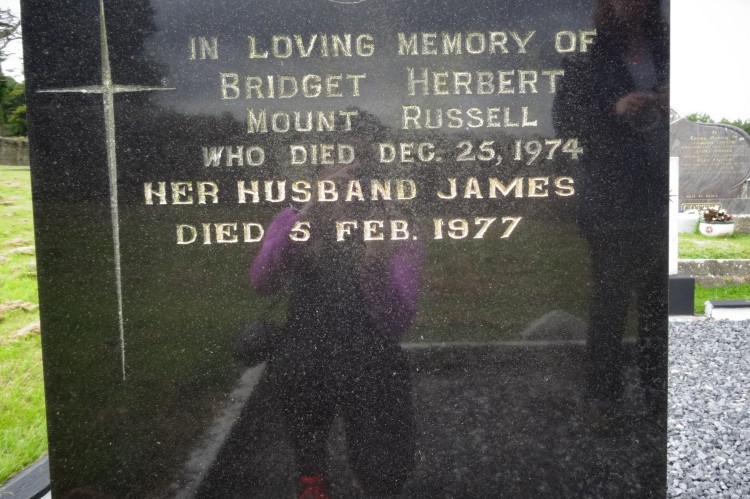 IN LOVING MEMORY OF
BRIDGET HERBERT
MOUNT RUSSELL
WHO DIED DEC. 25, 1974
HER HUSBAND JAMES
DIED 5 FEB. 1977